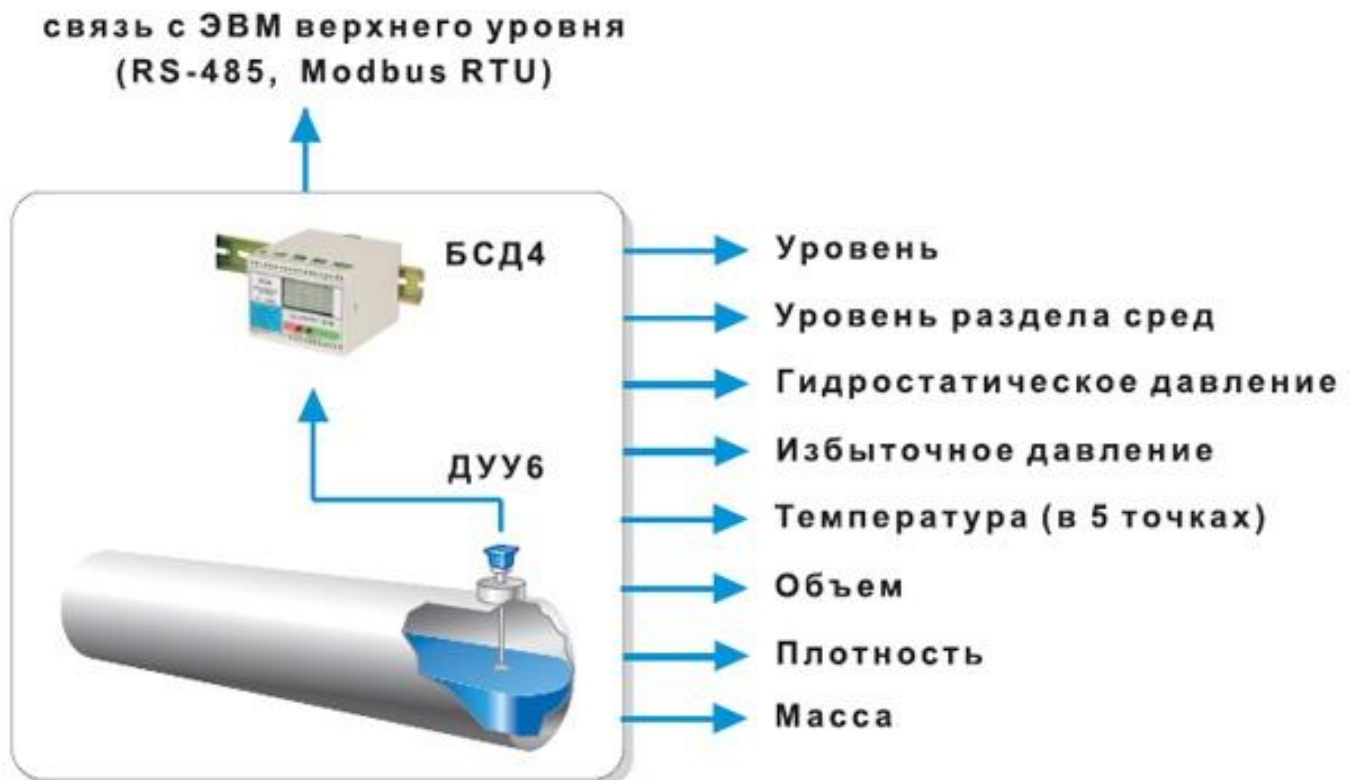 связь с ЭВМ верхнего уровня
(RS-485, Modbus RTU)
БСД4
ДУУ6
Уровень
Уровень раздела сред
Гидростатическое давление
Избыточное давление
Температура (в 5 точках)
Объем
Плотность
Масса